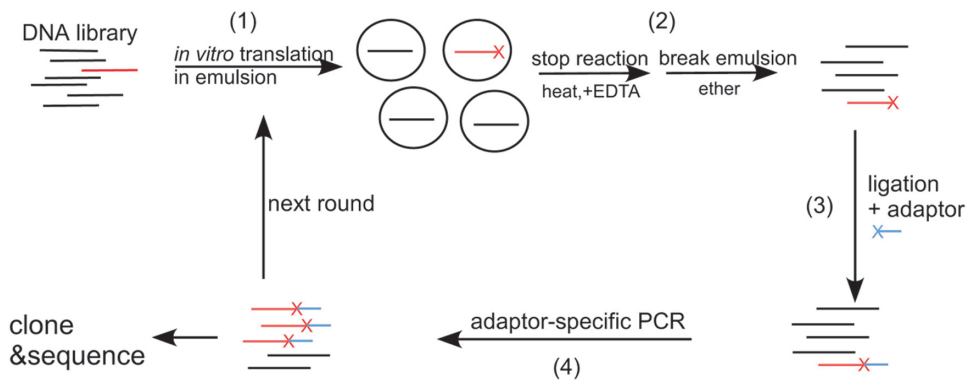 DNA library
(1)
in vitro translation
in emulsion
(2)
stop reaction
heat,+EDTA
break emulsion
ether
(3)
ligation
+ adaptor
adaptor-specific PCR
(4)
next round
clone
&sequence